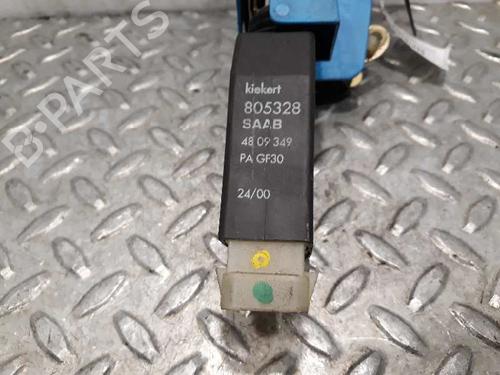 kiekert
805328
SAAB
48 09 349
PA GF30
24/00
B-PARTS